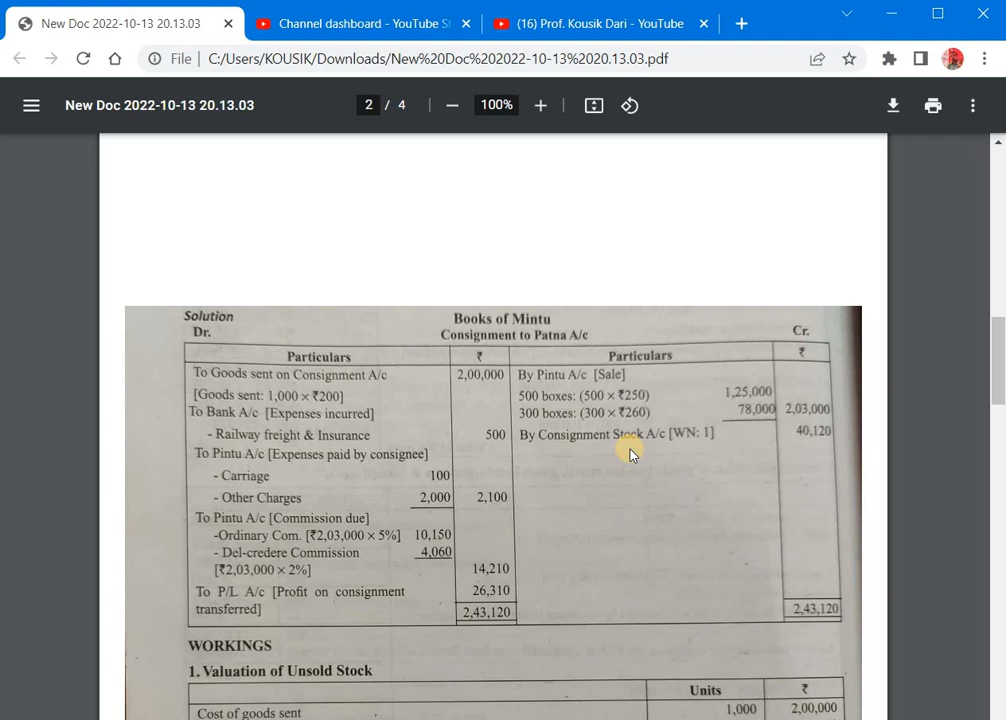 New Doc 2022-10-13 20.13.03
Channel dashboard - YouTube St
(16) Prof. Kousik Dari - YouTube
File C:/Users/KOUSIK/Downloads/New%20Doc%202022-10-13%2020.13.03.pdf
New Doc 2022-10-13 20.13.03
2 / 4
100%
Solution
Books of Mintu
Dr. Consignment to Patna A/c Cr.
Particulars ₹ Particulars ₹
To Goods sent on Consignment A/c 2,00,000 By Pintu A/c [Sale]
[Goods sent: 1,000 × ₹200] 500 boxes: (500 × ₹250) 1,25,000
To Bank A/c [Expenses incurred] 300 boxes: (300 × ₹260) 78,000 2,03,000
- Railway freight & Insurance 500 By Consignment Stock A/c [WN: 1] 40,120
To Pintu A/c [Expenses paid by consignee]
- Carriage 100
- Other Charges 2,000 2,100
To Pintu A/c [Commission due]
-Ordinary Com. [₹2,03,000 × 5%] 10,150
- Del-credere Commission 4,060
[₹2,03,000 × 2%] 14,210
To P/L A/c [Profit on consignment 26,310
transferred] 2,43,120 2,43,120
WORKINGS
1. Valuation of Unsold Stock
Units ₹
Cost of goods sent 1,000 2,00,000